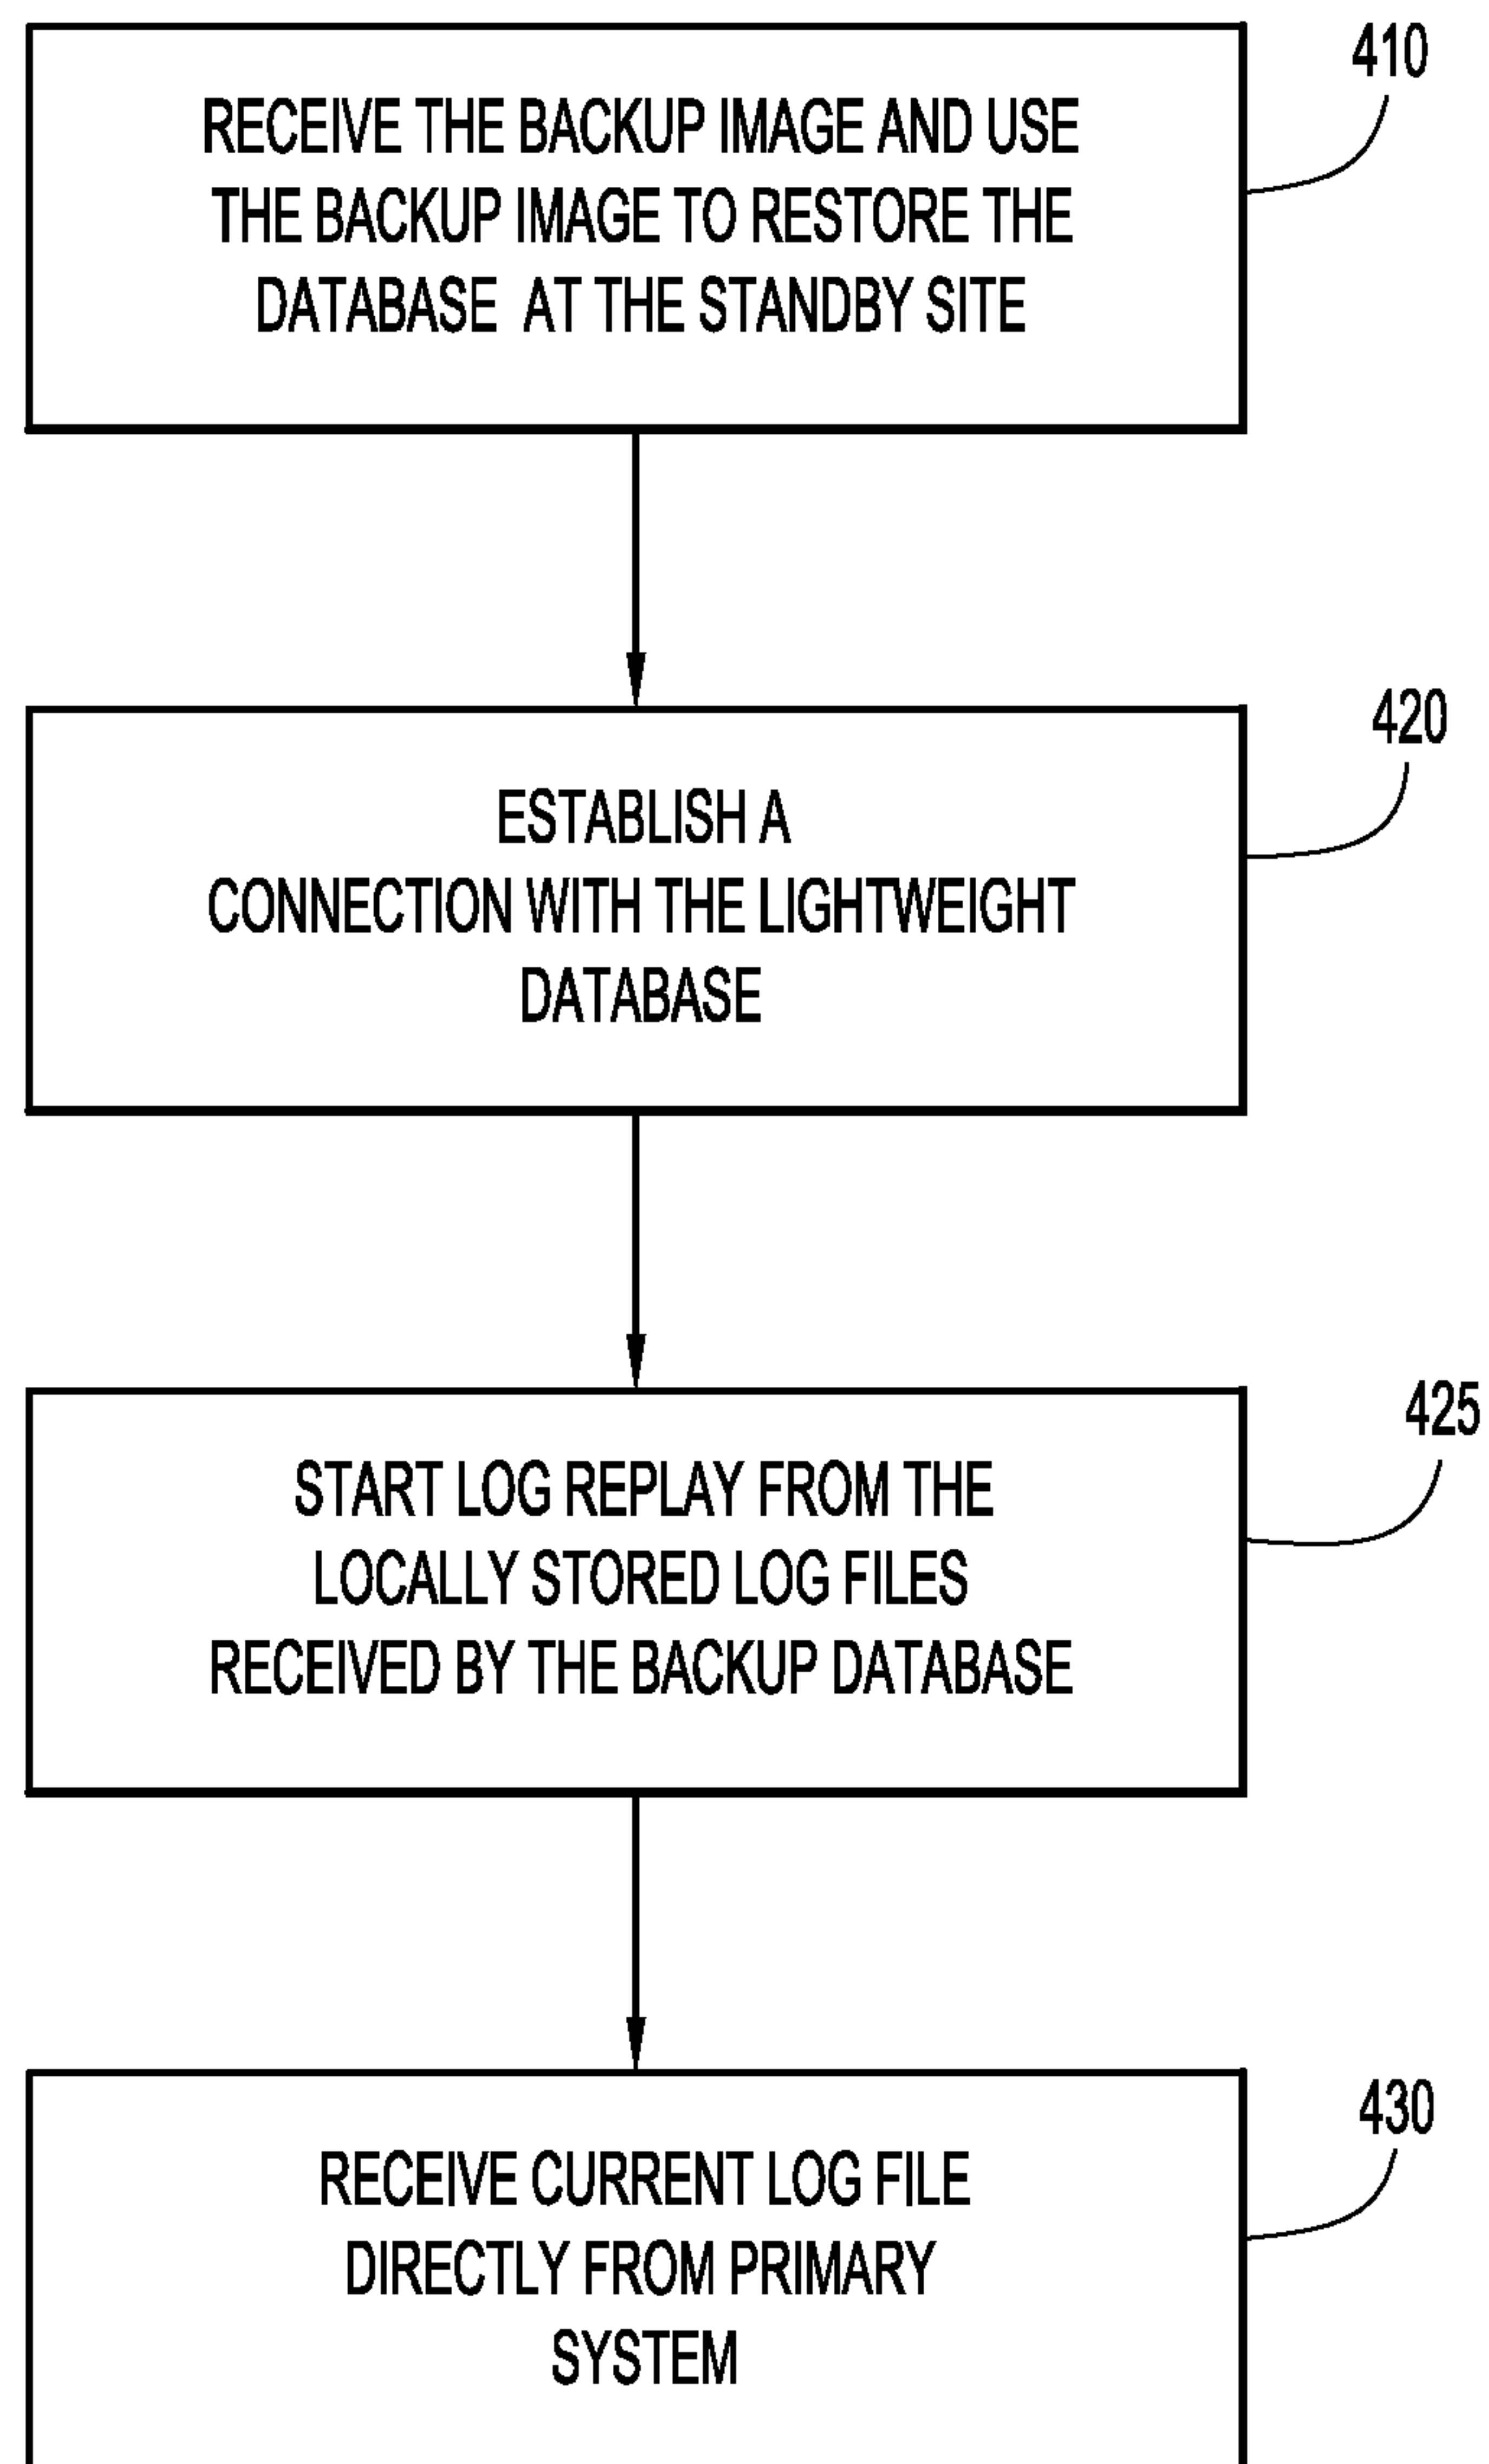 410
RECEIVE THE BACKUP IMAGE AND USE
THE BACKUP IMAGE TO RESTORE THE
DATABASE AT THE STANDBY SITE
420
ESTABLISH A
CONNECTION WITH THE LIGHTWEIGHT
DATABASE
425
START LOG REPLAY FROM THE
LOCALLY STORED LOG FILES
RECEIVED BY THE BACKUP DATABASE
430
RECEIVE CURRENT LOG FILE
DIRECTLY FROM PRIMARY
SYSTEM